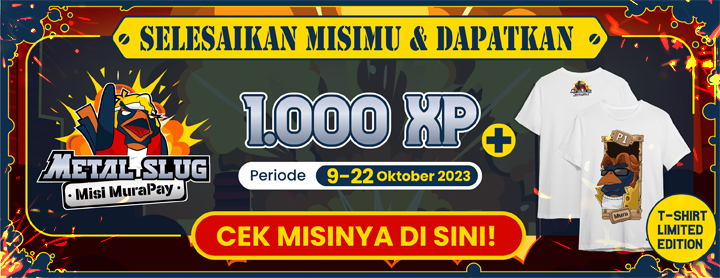 SELESAIKAN MISIMU & DAPATKAN
METAL SLUG
• Misi MuraPay •
1.000 XP
+
Periode 9–22 Oktober 2023
P1
Mura
T-SHIRT
LIMITED
EDITION
CEK MISINYA DI SINI!